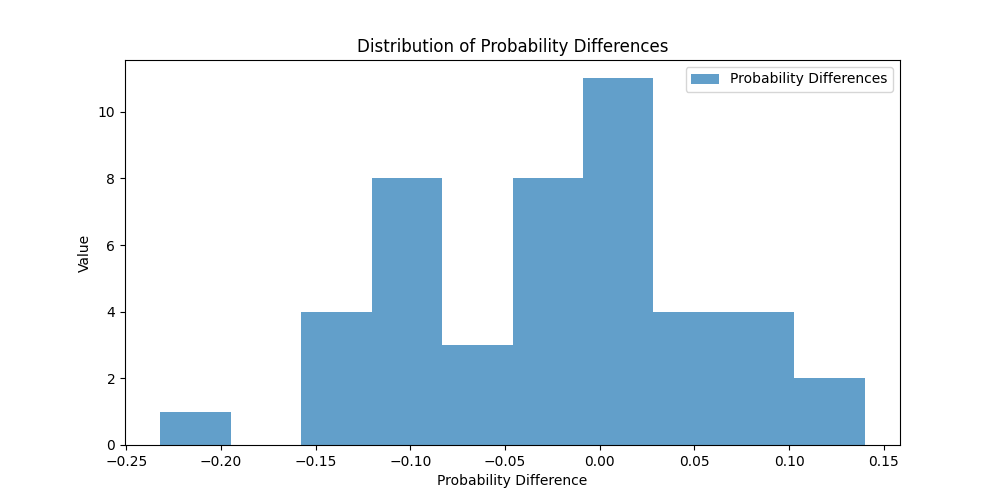 Distribution of Probability Differences
Probability Differences
Value
10
8
6
4
2
0
−0.25 −0.20 −0.15 −0.10 −0.05 0.00 0.05 0.10 0.15
Probability Difference